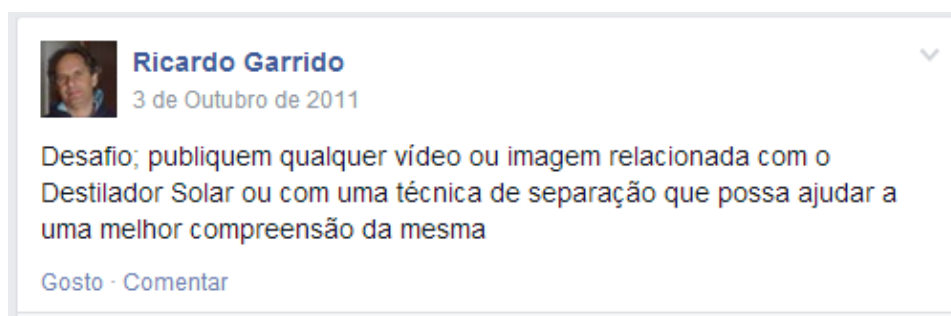 Ricardo Garrido
3 de Outubro de 2011
Desafio; publiquem qualquer vídeo ou imagem relacionada com o
Destilador Solar ou com uma técnica de separação que possa ajudar a
uma melhor compreensão da mesma
Gosto · Comentar